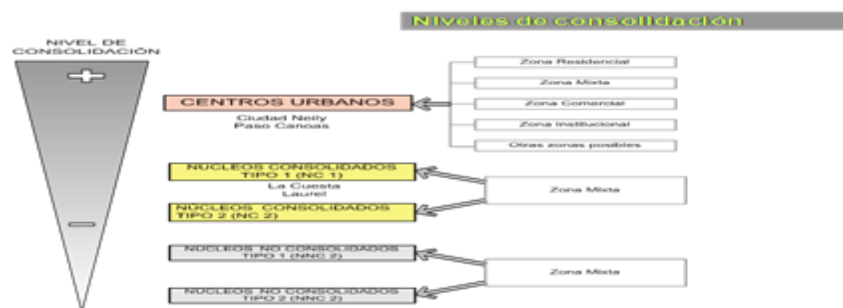 Niveles de consolidación
NIVEL DE
CONSOLIDACIÓN
+
CENTROS URBANOS
Ciudad Neily
Paso Canoas
Zona Residencial
Zona Mixta
Zona Comercial
Zona Institucional
Otras zonas posibles
NUCLEOS CONSOLIDADOS
TIPO 1 (NC 1)
La Cuesta
Laurel
NUCLEOS CONSOLIDADOS
TIPO 2 (NC 2)
Zona Mixta
–
NUCLEOS NO CONSOLIDADOS
TIPO 1 (NNC 2)
NUCLEOS NO CONSOLIDADOS
TIPO 2 (NNC 2)
Zona Mixta